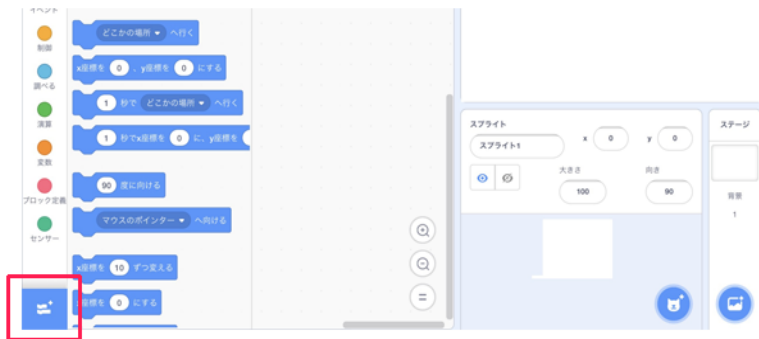 イベント
制御
調べる
演算
変数
ブロック定義
センサー
どこかの場所 へ行く
x座標を 0 、y座標を 0 にする
1 秒で どこかの場所 へ行く
1 秒でx座標を 0 に、y座標を
90 度に向ける
マウスのポインター へ向ける
x座標を 10 ずつ変える
x座標を 0 にする
スプライト
スプライト1
x 0
y 0
大きさ
100
向き
90
ステージ
背景
1